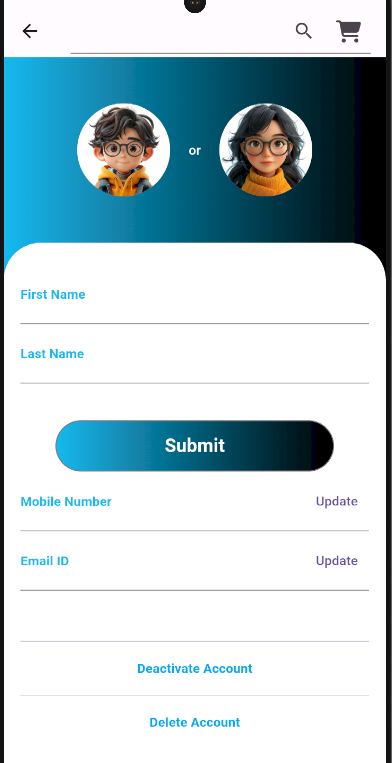 or
First Name
Last Name
Submit
Mobile Number Update
Email ID Update
Deactivate Account
Delete Account